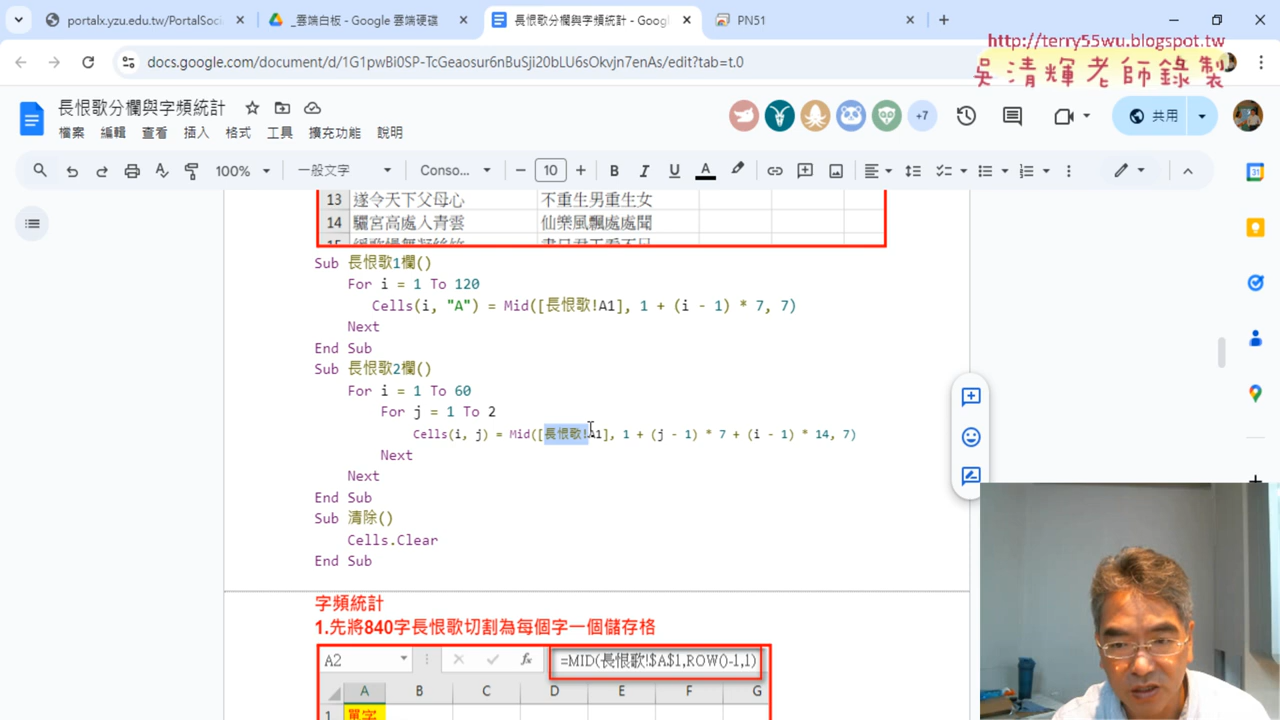 portalx.yzu.edu.tw/PortalSoci
_雲端白板 - Google 雲端硬碟
長恨歌分欄與字頻統計 - Goog
PN51
docs.google.com/document/d/1G1pwBi0SP-TcGeaosur6nBuSJi20bLU6sOkvjn7enAs/edit?tab=t.0
http://terry55wu.blogspot.tw
吳清輝老師錄製
長恨歌分欄與字頻統計
檔案 編輯 查看 插入 格式 工具 擴充功能 說明
+7
共用
100% 一般文字 Conso... 10 B I U A
13 遂令天下父母心 不重生男重生女
14 驪宮高處入青雲 仙樂風飄處處聞
Sub 長恨歌1欄()
For i = 1 To 120
Cells(i, "A") = Mid([長恨歌!A1], 1 + (i - 1) * 7, 7)
Next
End Sub
Sub 長恨歌2欄()
For i = 1 To 60
For j = 1 To 2
Cells(i, j) = Mid([長恨歌!A1], 1 + (j - 1) * 7 + (i - 1) * 14, 7)
Next
Next
End Sub
Sub 清除()
Cells.Clear
End Sub
字頻統計
1.先將840字長恨歌切割為每個字一個儲存格
A2 fx =MID(長恨歌!$A$1,ROW()-1,1)
A B C D E F G
1 單字